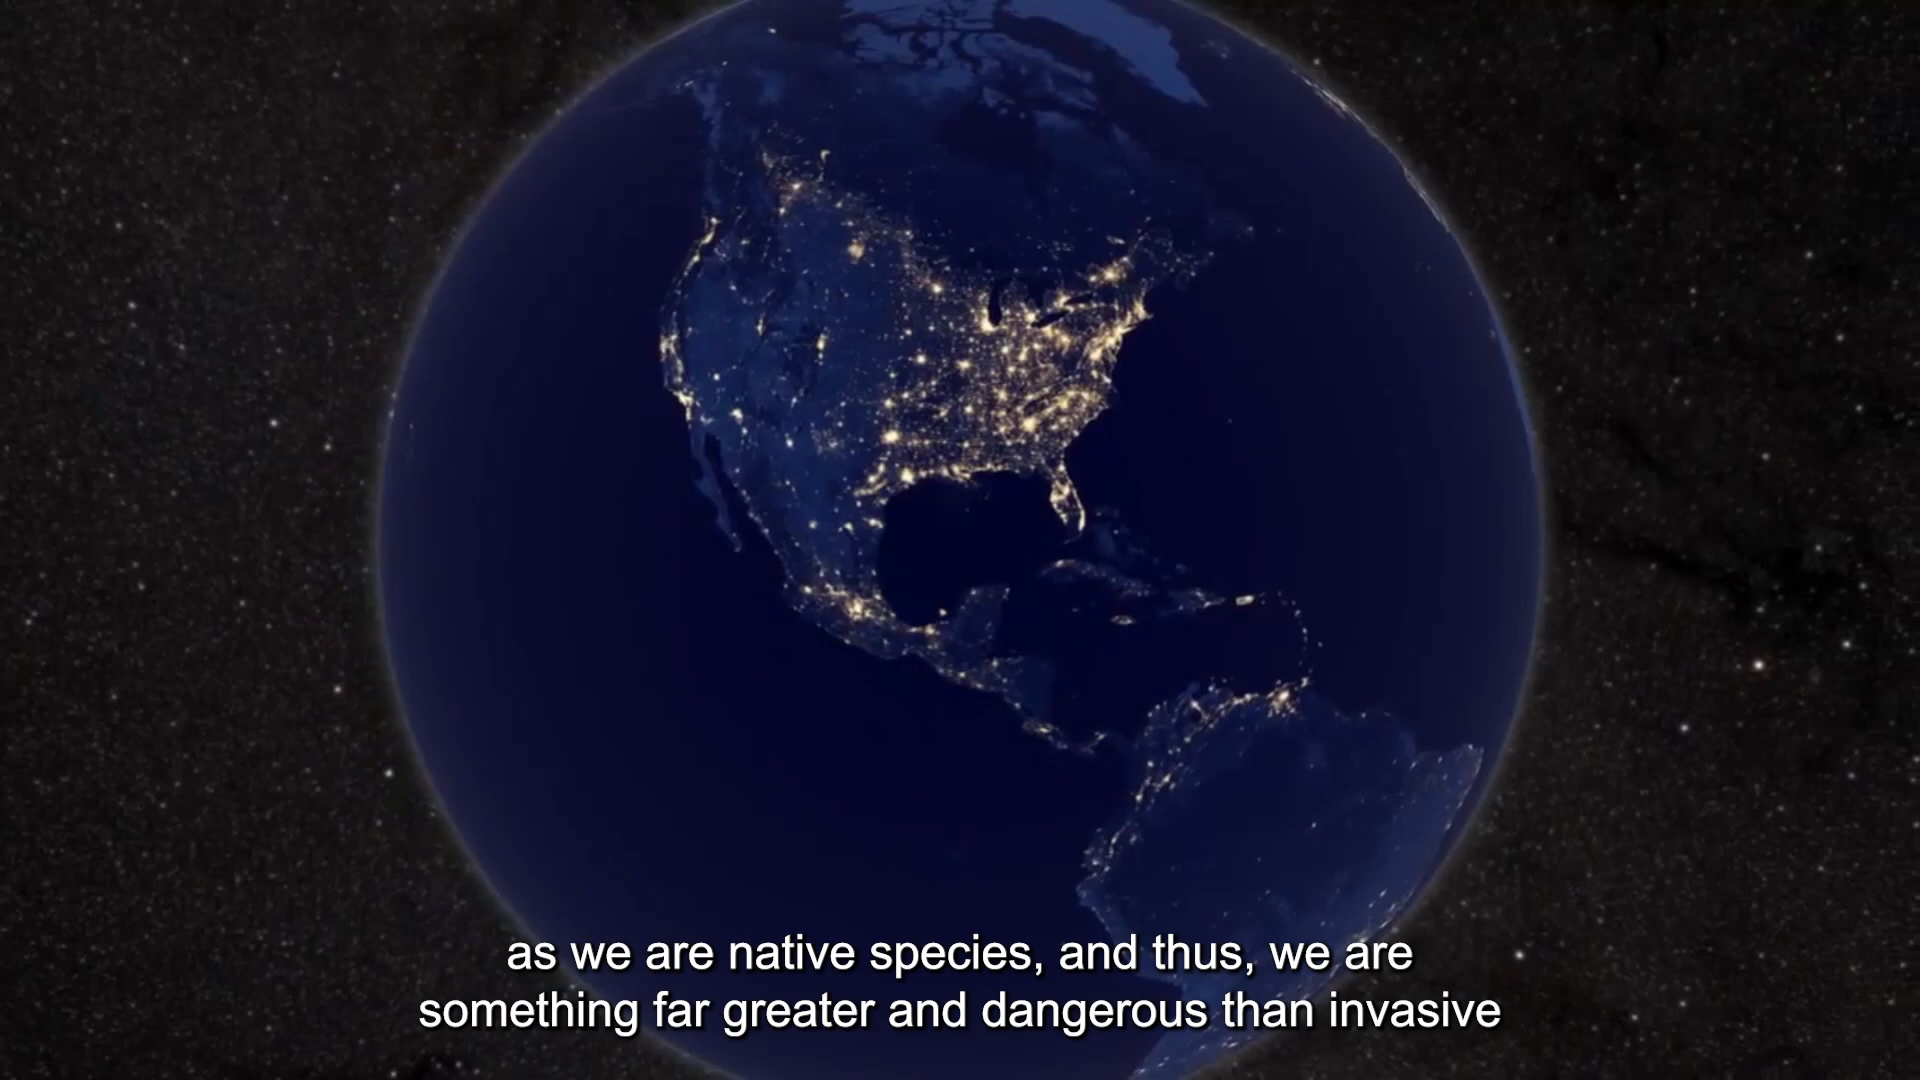 as we are native species, and thus, we are
something far greater and dangerous than invasive